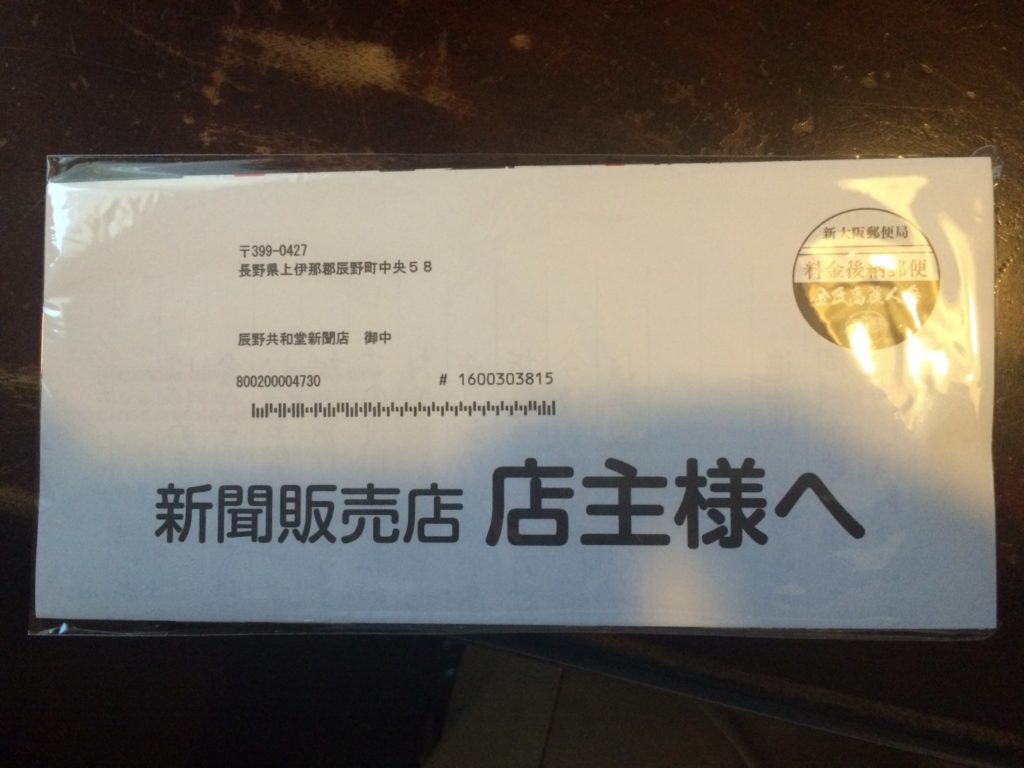 〒399-0427
長野県上伊那郡辰野町中央５８
辰野共和堂新聞店　御中
800200004730 # 1600303815
新聞販売店 店主様へ
新大阪郵便局
料金後納郵便